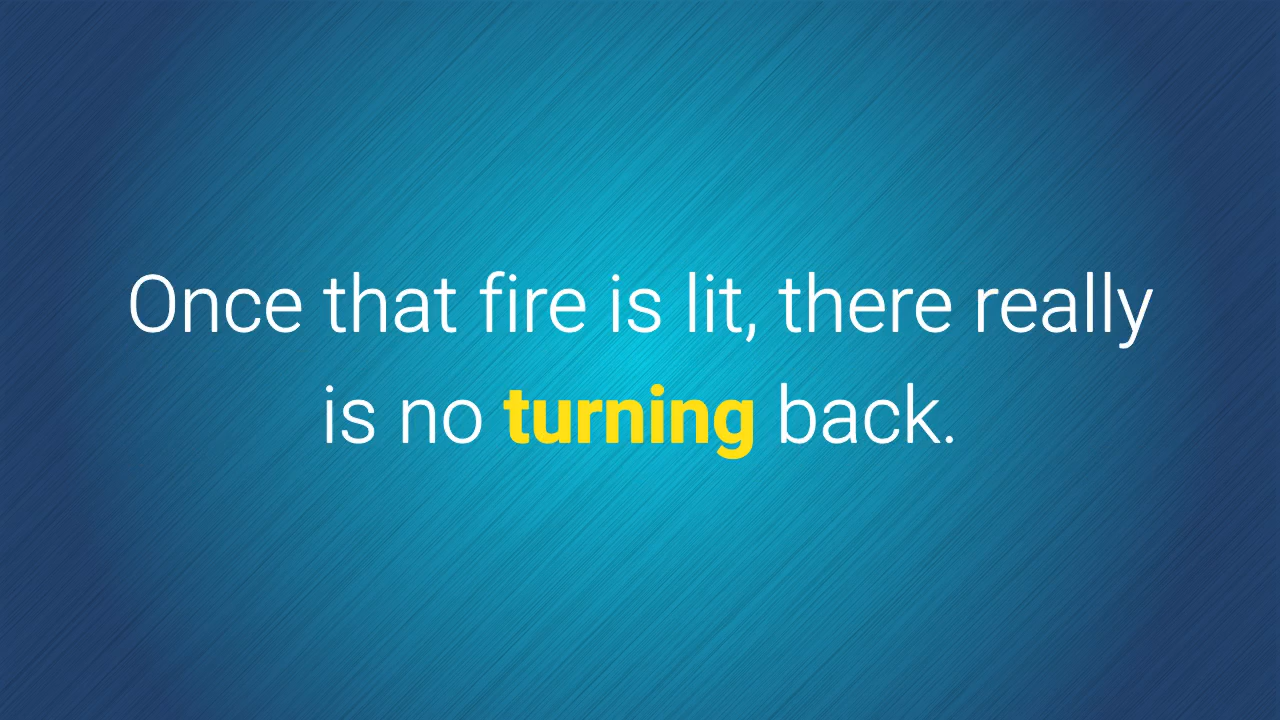 Once that fire is lit, there really
is no turning back.